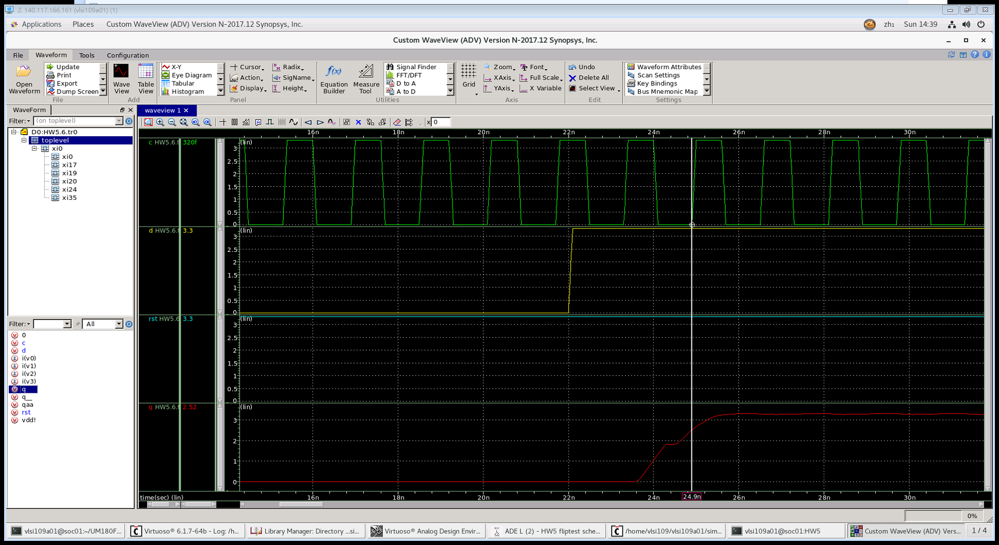 2. 140.117.166.161 (vlsi109a01) (1)
Applications Places Custom WaveView (ADV) Version N-2017.12 Synopsys, Inc. zh₁ Sun 14:39
Custom WaveView (ADV) Version N-2017.12 Synopsys, Inc.
File Waveform Tools Configuration
Open Waveform
Update
Print
Export
Dump Screen
File
Wave View
Table View
Add
X-Y
Eye Diagram
Tabular
Histogram
Cursor
Action
Display
Radix
SigName
Height
Panel
Equation Builder
Measure Tool
Signal Finder
FFT/DFT
D to A
A to D
Utilities
Grid
Zoom
XAxis
YAxis
Font
Full Scale
X Variable
Axis
Undo
Delete All
Select View
Edit
Waveform Attributes
Scan Settings
Key Bindings
Bus Mnemonic Map
Settings
WaveForm
Filter: (on toplevel)
D0:HW5.6.tr0
toplevel
xi0
xi0
xi17
xi19
xi20
xi24
xi35
Filter: All
0
c
d
i(v0)
i(v1)
i(v2)
i(v3)
q
q__
qaa
rst
vdd!
waveview 1
x 0
16n 18n 20n 22n 24n 26n 28n 30n
c HW5.6.t 320f (lin)
3
2.5
2
1.5
1
0.5
0
d HW5.6.t 3.3 (lin)
3
2.5
2
1.5
1
0.5
0
rst HW5.6 3.3 (lin)
3
2.5
2
1.5
1
0.5
0
q HW5.6.t 2.52 (lin)
3
2
1
0
time(sec) (lin) 16n 18n 20n 22n 24n 24.9n 26n 28n 30n
0%
vlsi109a01@soc01:~/UM180F... Virtuoso® 6.1.7-64b - Log: /h... Library Manager: Directory ...si... Virtuoso® Analog Design Envir... ADE L (2) - HW5 fliptest sche... /home/vlsi109/vlsi109a01/sim... vlsi109a01@soc01:HW5 Custom WaveView (ADV) Vers... 1 / 4